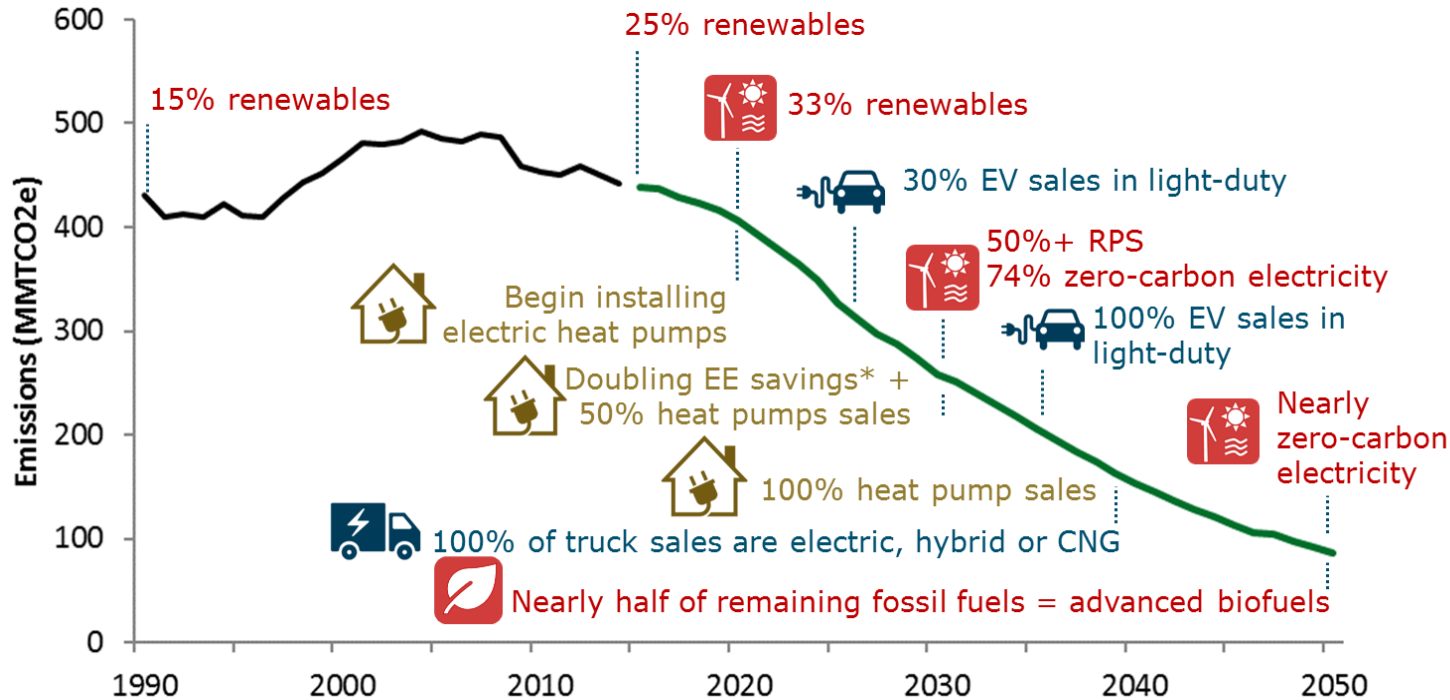 600
25% renewables
15% renewables
33% renewables
500
30% EV sales in light-duty
400
50%+ RPS
74% zero-carbon electricity
Begin installing
electric heat pumps
300
100% EV sales in
light-duty
Doubling EE savings* +
50% heat pumps sales
Nearly
zero-carbon
electricity
200
100% heat pump sales
100
100% of truck sales are electric, hybrid or CNG
Nearly half of remaining fossil fuels = advanced biofuels
0
Emissions (MMTCO2e)
1990 2000 2010 2020 2030 2040 2050